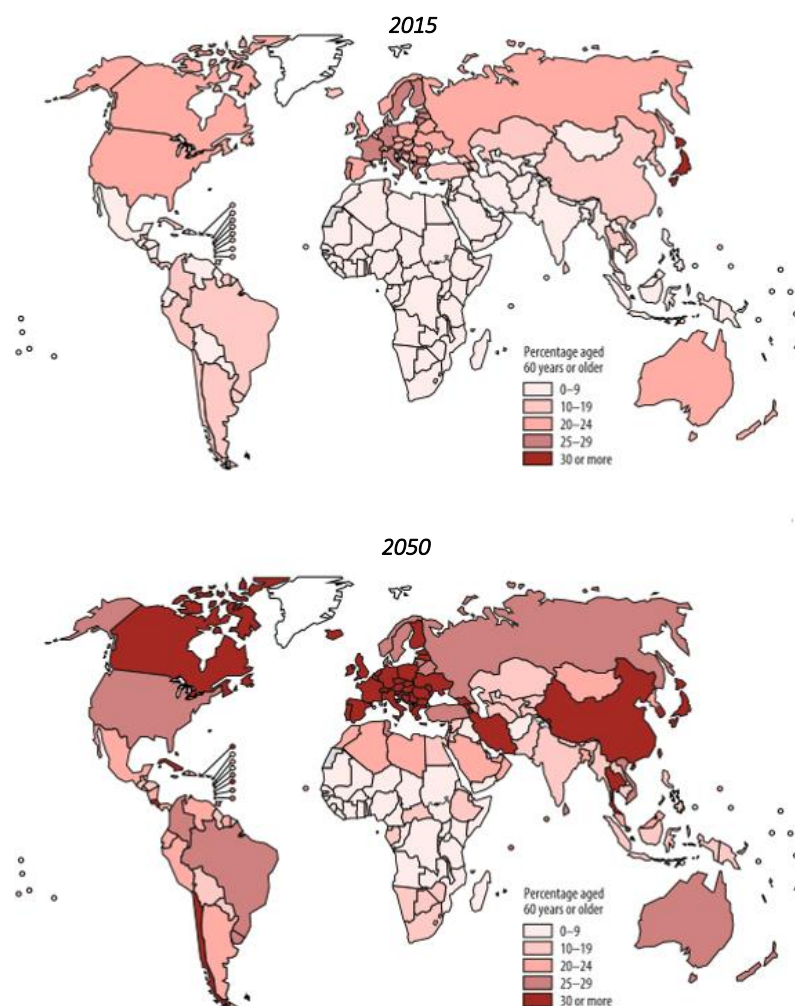 2015
Percentage aged
60 years or older
0–9
10–19
20–24
25–29
30 or more
2050
Percentage aged
60 years or older
0–9
10–19
20–24
25–29
30 or more